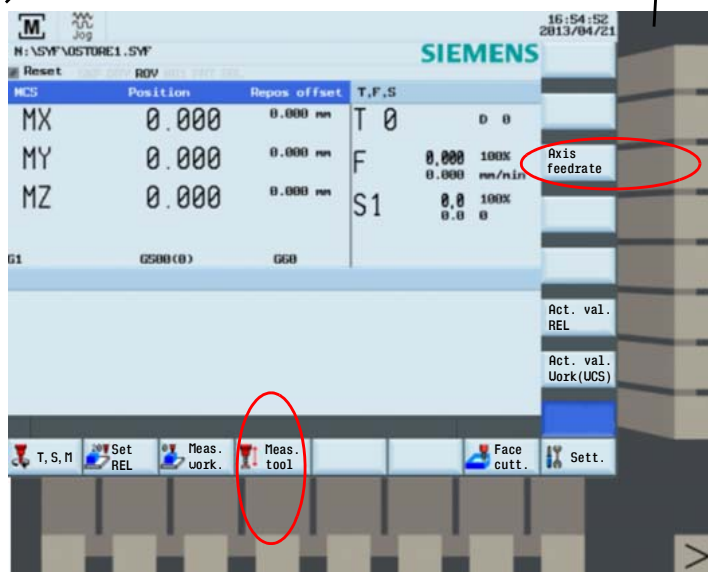 M
Jog
16:54:52
2013/04/21
N:\SYF\OSTORE1.SYF
SIEMENS
Reset
ROV
MCS Position Repos offset T,F,S
MX 0.000 0.000 mm T 0 D 0
MY 0.000 0.000 mm F 0,000 100%
0.000 mm/min
MZ 0.000 0.000 mm S1 0,0 100%
0.0 0
Axis
feedrate
G1 G500(0) G60
Act. val.
REL
Act. val.
Work(UCS)
T,S,M
Set
REL
Meas.
work.
Meas.
tool
Face
cutt.
Sett.
>